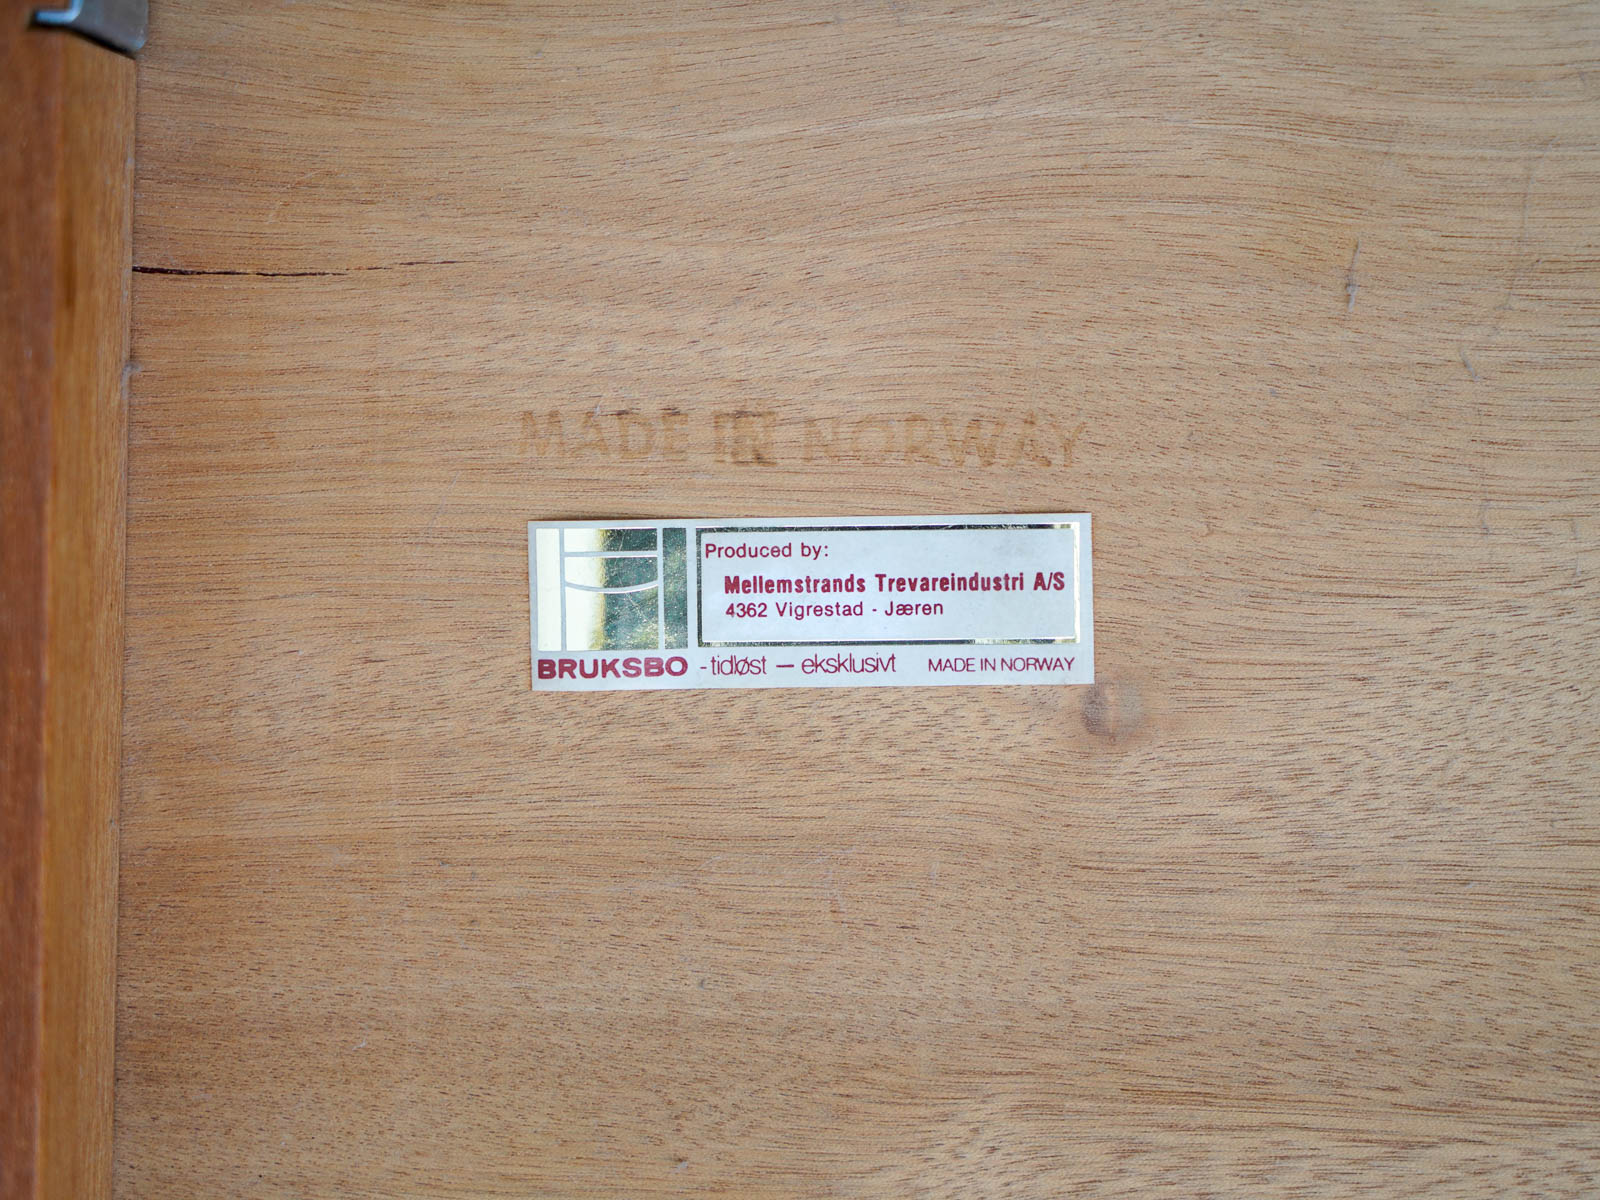 MADE IN NORWAY
Produced by:
Mellemstrands Trevareindustri A/S
4362 Vigrestad - Jæren
BRUKSBO - tidløst — eksklusivt MADE IN NORWAY